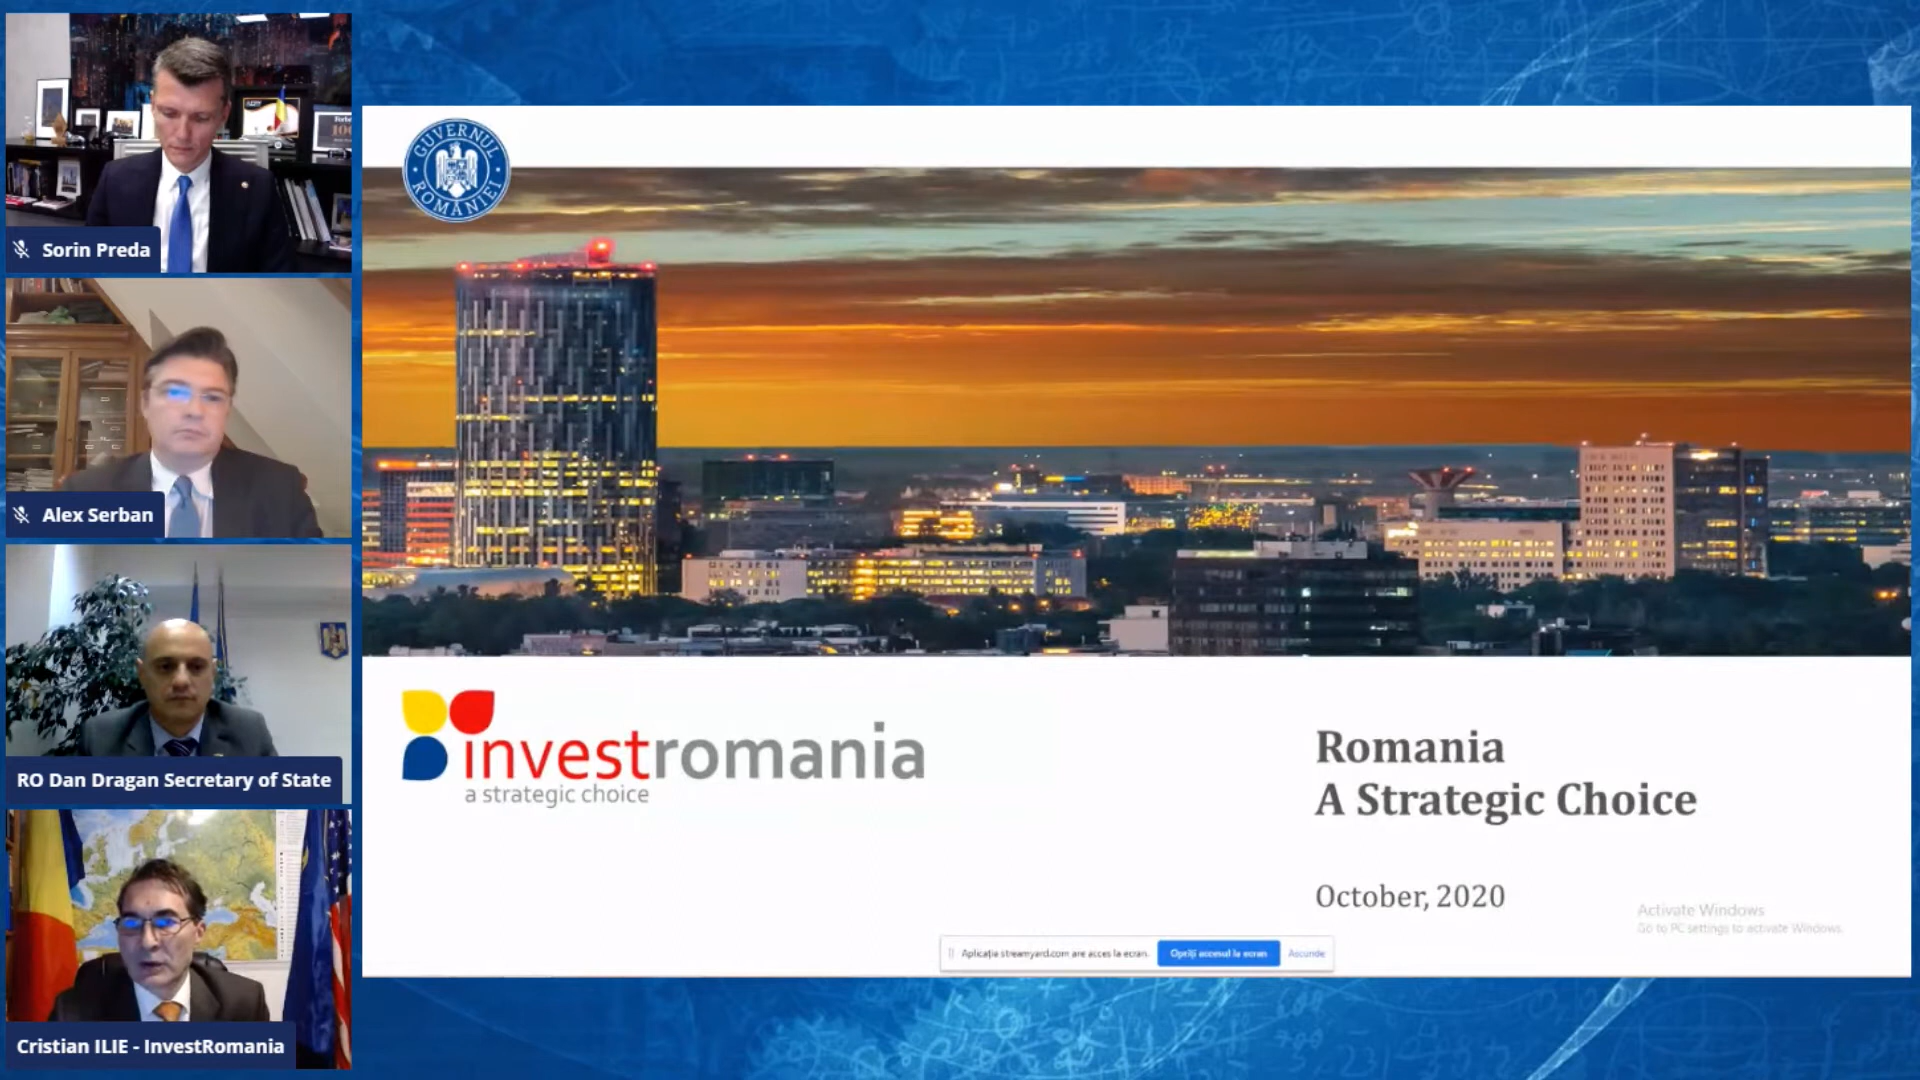 Sorin Preda
Alex Serban
RO Dan Dragan Secretary of State
Cristian ILIE - InvestRomania
GUVERNUL ROMÂNIEI
investromania
a strategic choice
Romania
A Strategic Choice
October, 2020
Activate Windows
Go to PC settings to activate Windows.
Aplicația streamyard.com are acces la ecran.
Opriți accesul la ecran
Ascunde